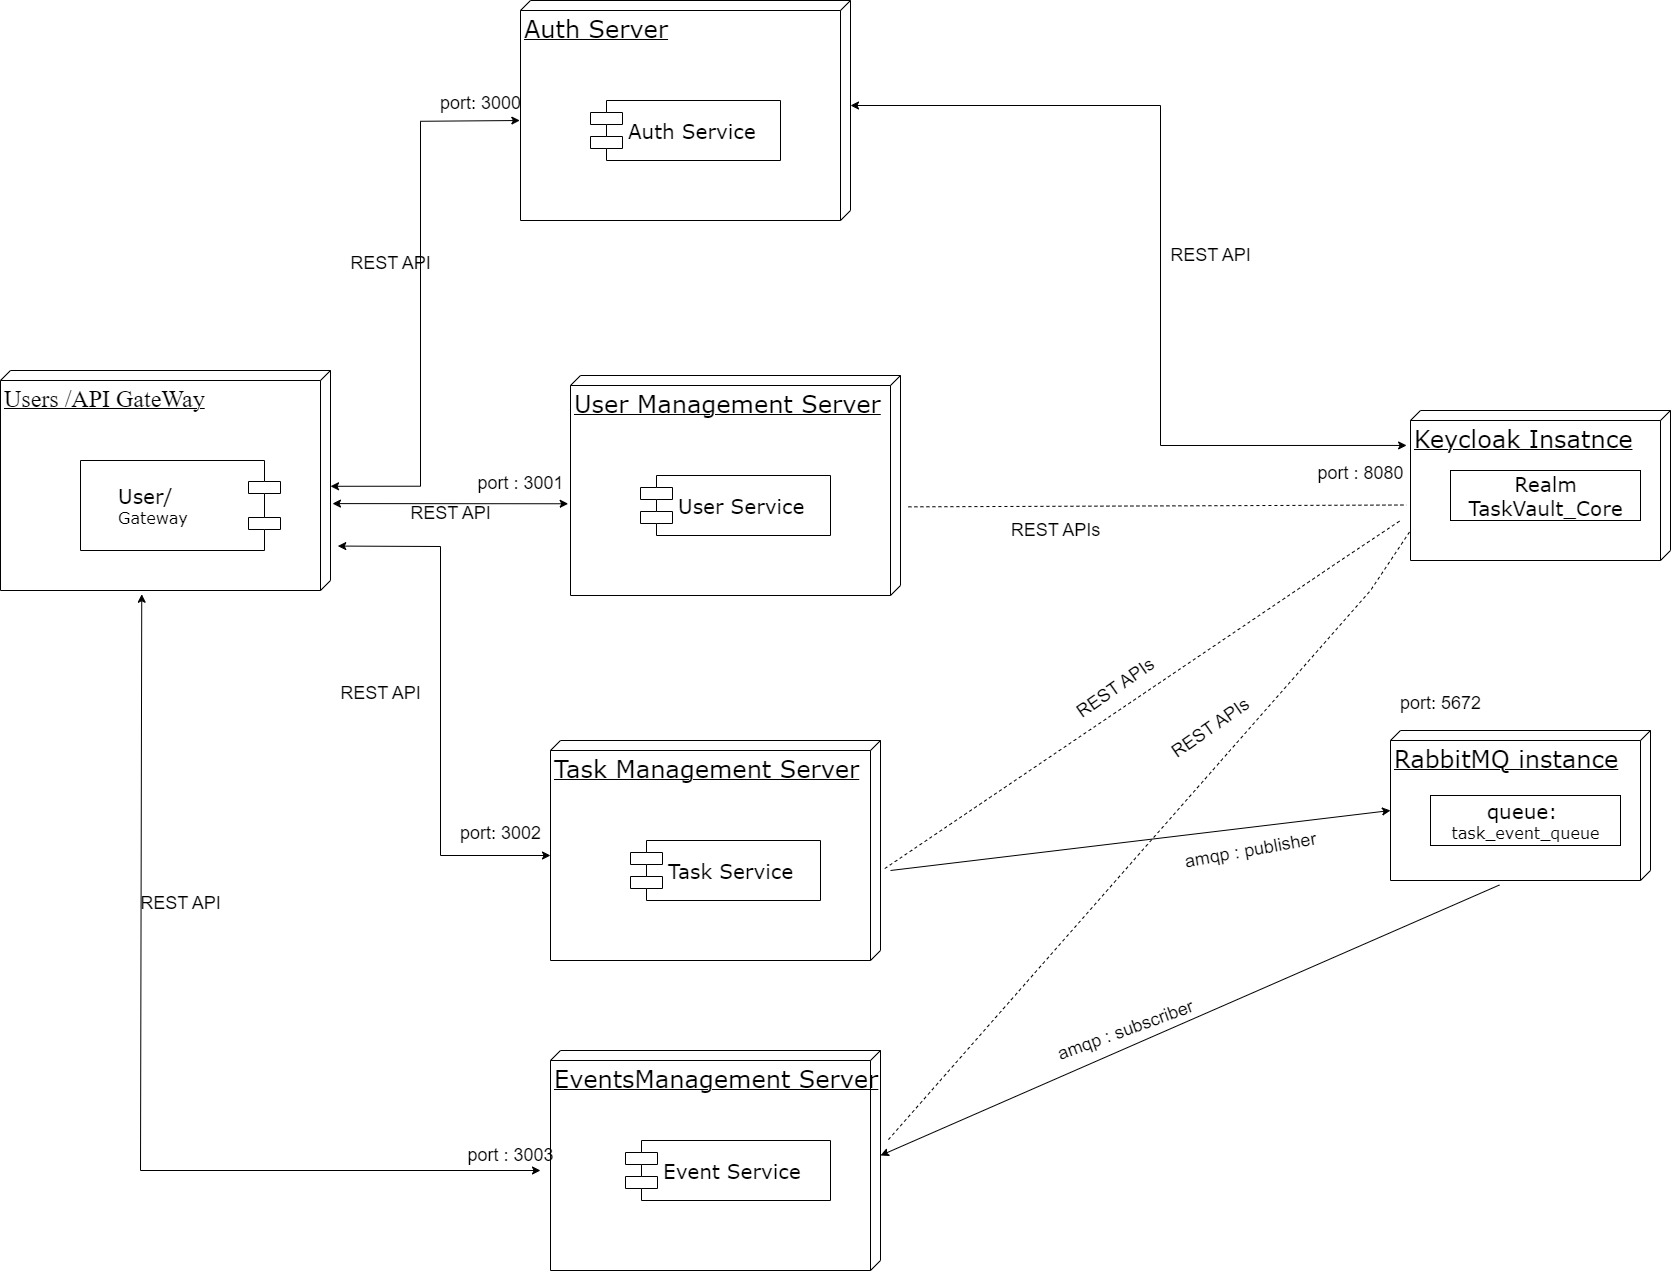 Auth Server
port: 3000
Auth Service
REST API
REST API
Users /API GateWay
User/
Gateway
User Management Server
port : 3001
REST API
User Service
REST APIs
Keycloak Insatnce
port : 8080
Realm
TaskVault_Core
REST API
REST APIs
REST APIs
port: 5672
Task Management Server
port: 3002
Task Service
RabbitMQ instance
queue:
task_event_queue
amqp : publisher
REST API
amqp : subscriber
EventsManagement Server
port : 3003
Event Service